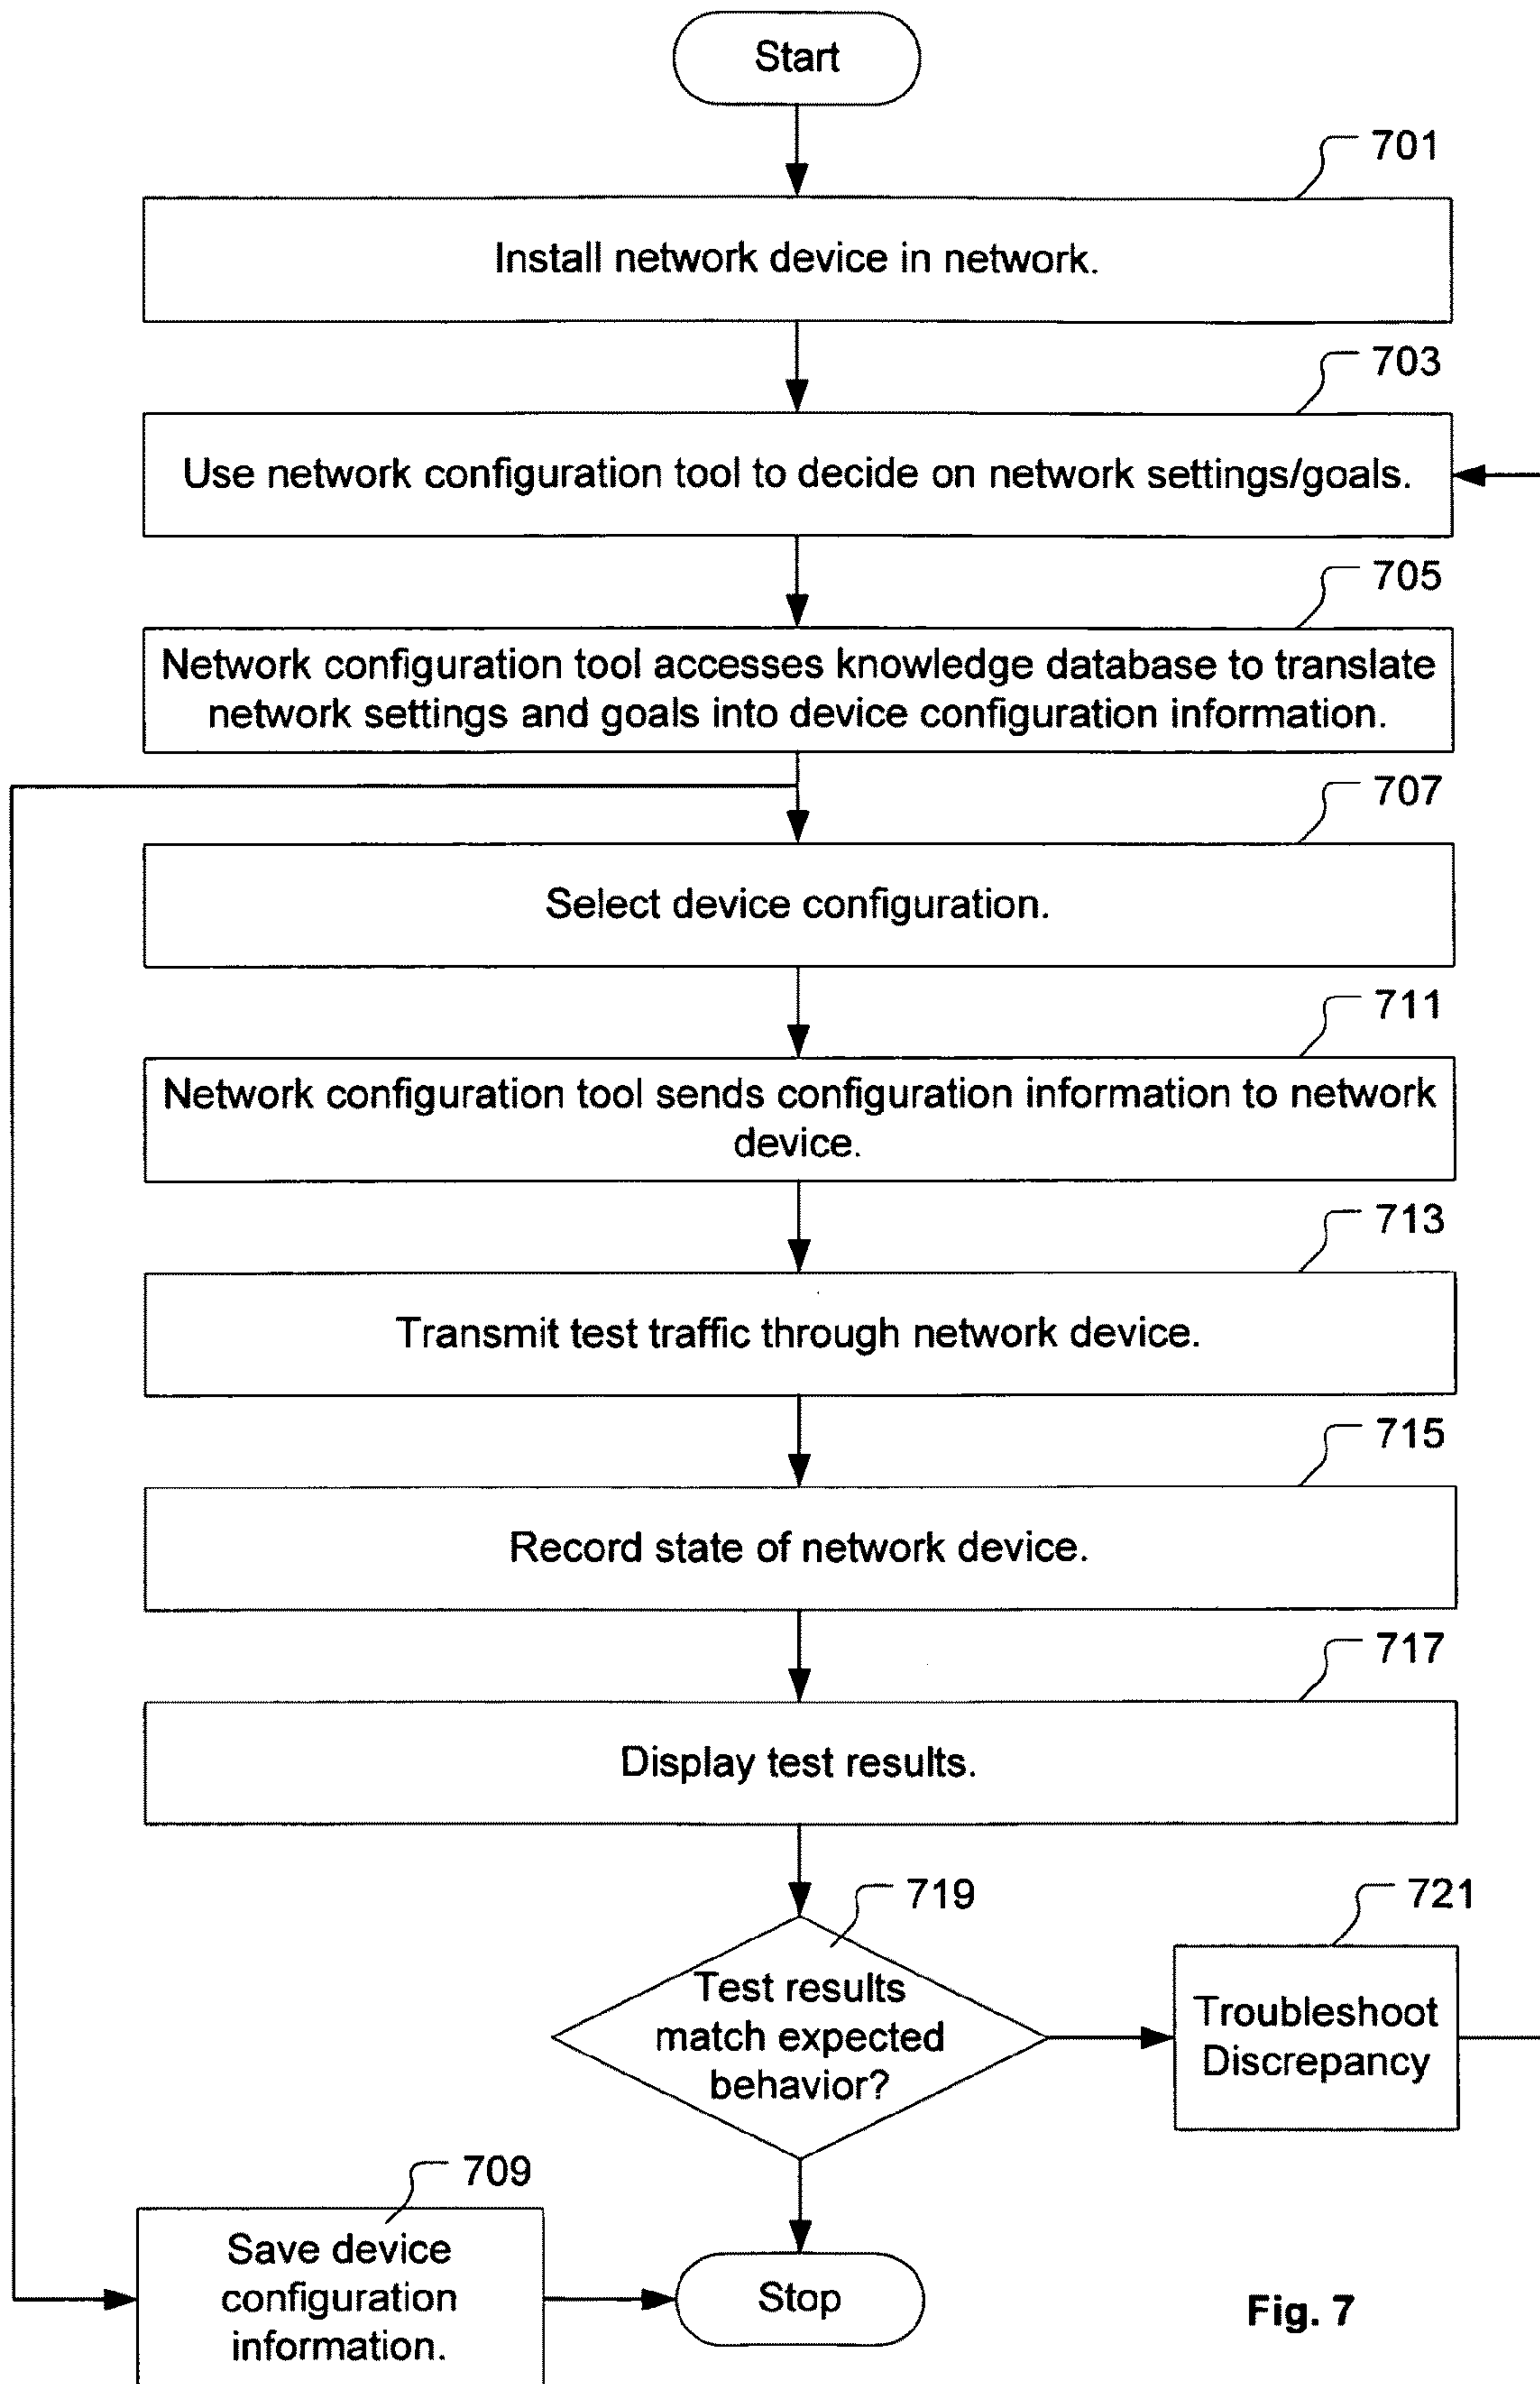 Start
701
Install network device in network.
703
Use network configuration tool to decide on network settings/goals.
705
Network configuration tool accesses knowledge database to translate
network settings and goals into device configuration information.
707
Select device configuration.
711
Network configuration tool sends configuration information to network
device.
713
Transmit test traffic through network device.
715
Record state of network device.
717
Display test results.
719
Test results
match expected
behavior?
721
Troubleshoot
Discrepancy
709
Save device
configuration
information.
Stop
Fig. 7